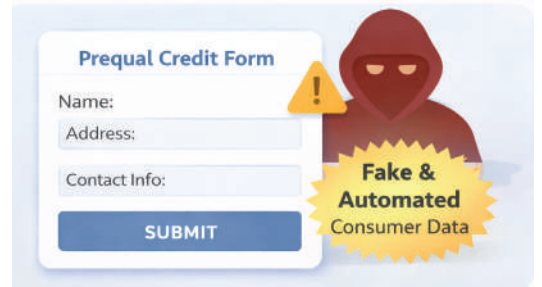 Prequal Credit Form
Name:
Address:
Contact Info:
SUBMIT
!
Fake &
Automated
Consumer Data